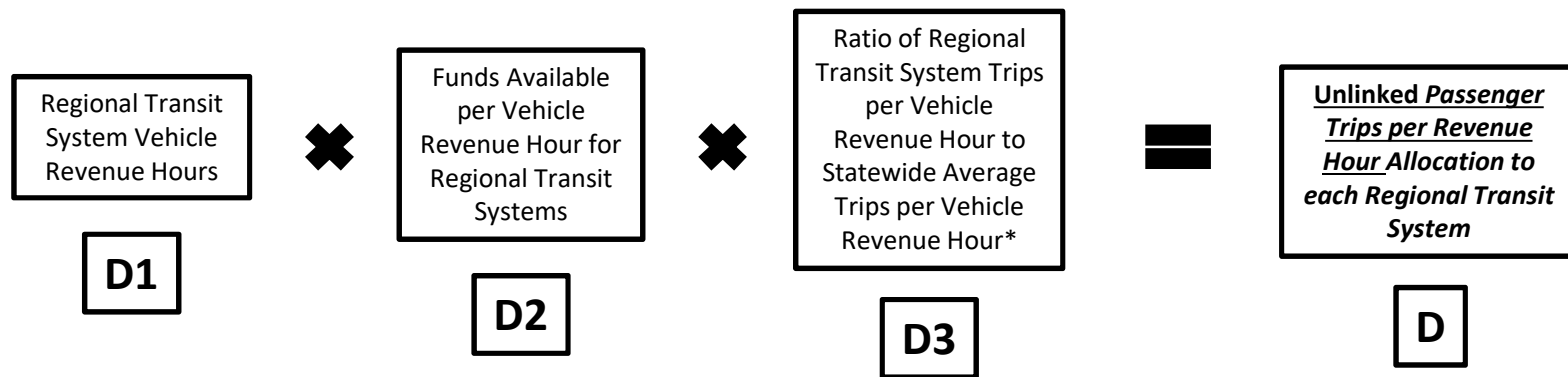 Regional Transit
System Vehicle
Revenue Hours
D1
Funds Available
per Vehicle
Revenue Hour for
Regional Transit
Systems
D2
Ratio of Regional
Transit System Trips
per Vehicle
Revenue Hour to
Statewide Average
Trips per Vehicle
Revenue Hour*
D3
Unlinked Passenger
Trips per Revenue
Hour Allocation to
each Regional Transit
System
D